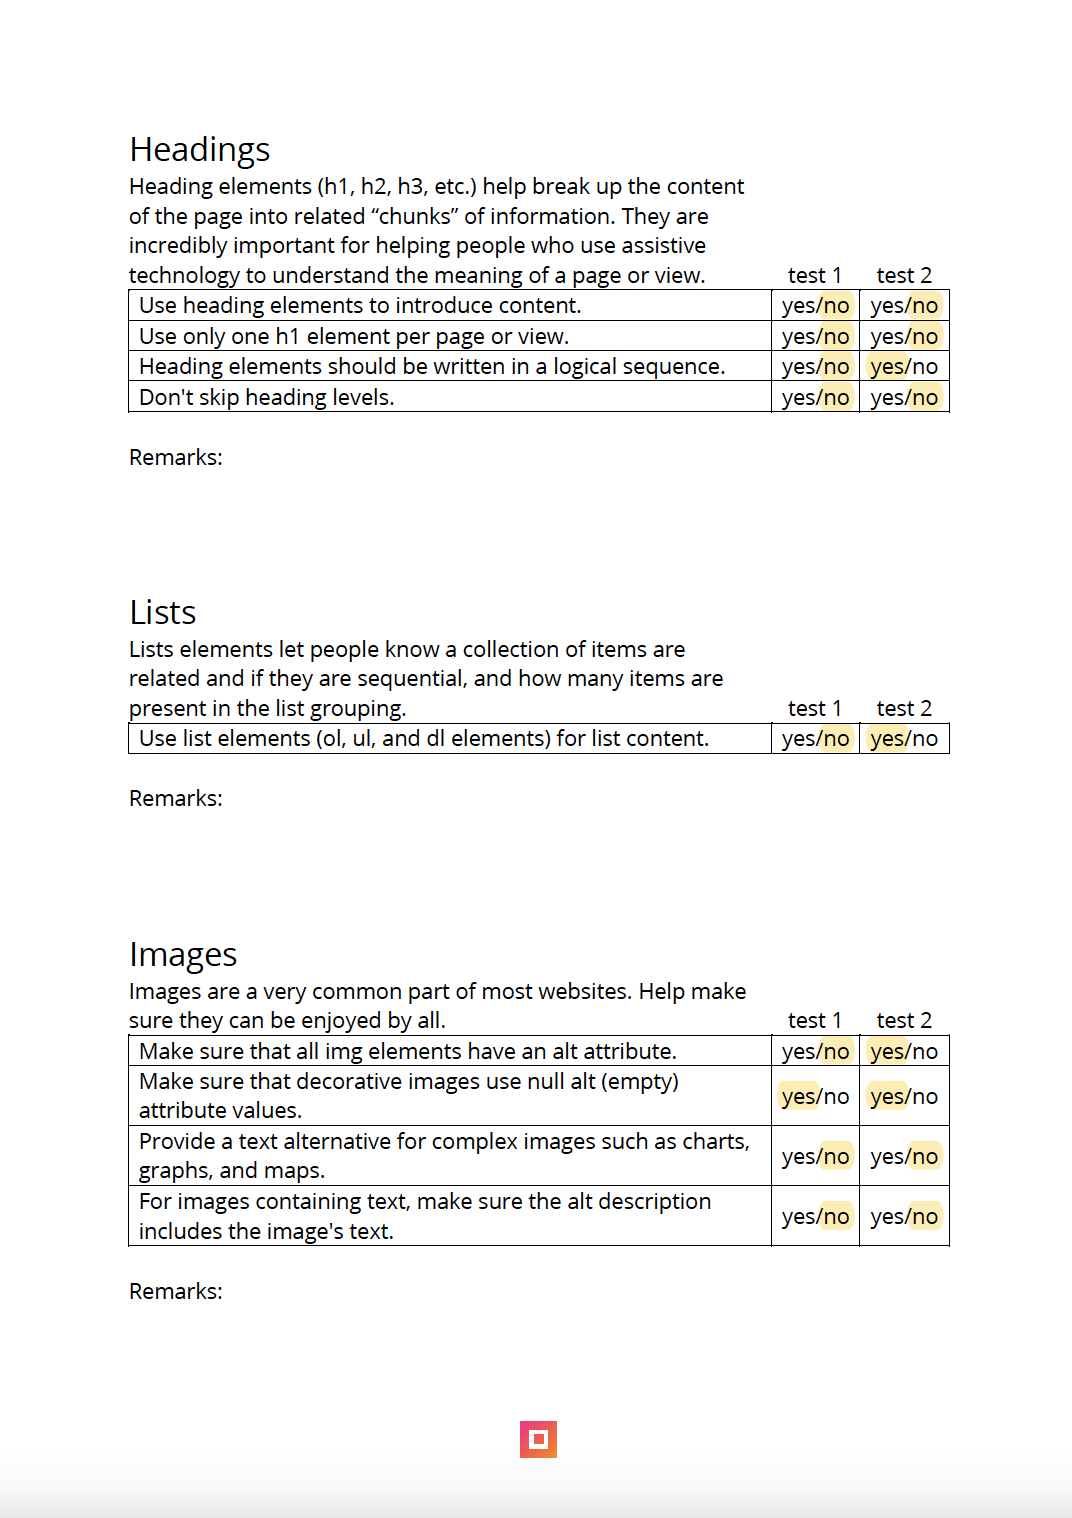 Headings
Heading elements (h1, h2, h3, etc.) help break up the content
of the page into related “chunks” of information. They are
incredibly important for helping people who use assistive
technology to understand the meaning of a page or view. test 1 test 2
Use heading elements to introduce content. yes/no yes/no
Use only one h1 element per page or view. yes/no yes/no
Heading elements should be written in a logical sequence. yes/no yes/no
Don't skip heading levels. yes/no yes/no
Remarks:
Lists
Lists elements let people know a collection of items are
related and if they are sequential, and how many items are
present in the list grouping. test 1 test 2
Use list elements (ol, ul, and dl elements) for list content. yes/no yes/no
Remarks:
Images
Images are a very common part of most websites. Help make
sure they can be enjoyed by all. test 1 test 2
Make sure that all img elements have an alt attribute. yes/no yes/no
Make sure that decorative images use null alt (empty)
attribute values. yes/no yes/no
Provide a text alternative for complex images such as charts,
graphs, and maps. yes/no yes/no
For images containing text, make sure the alt description
includes the image's text. yes/no yes/no
Remarks: